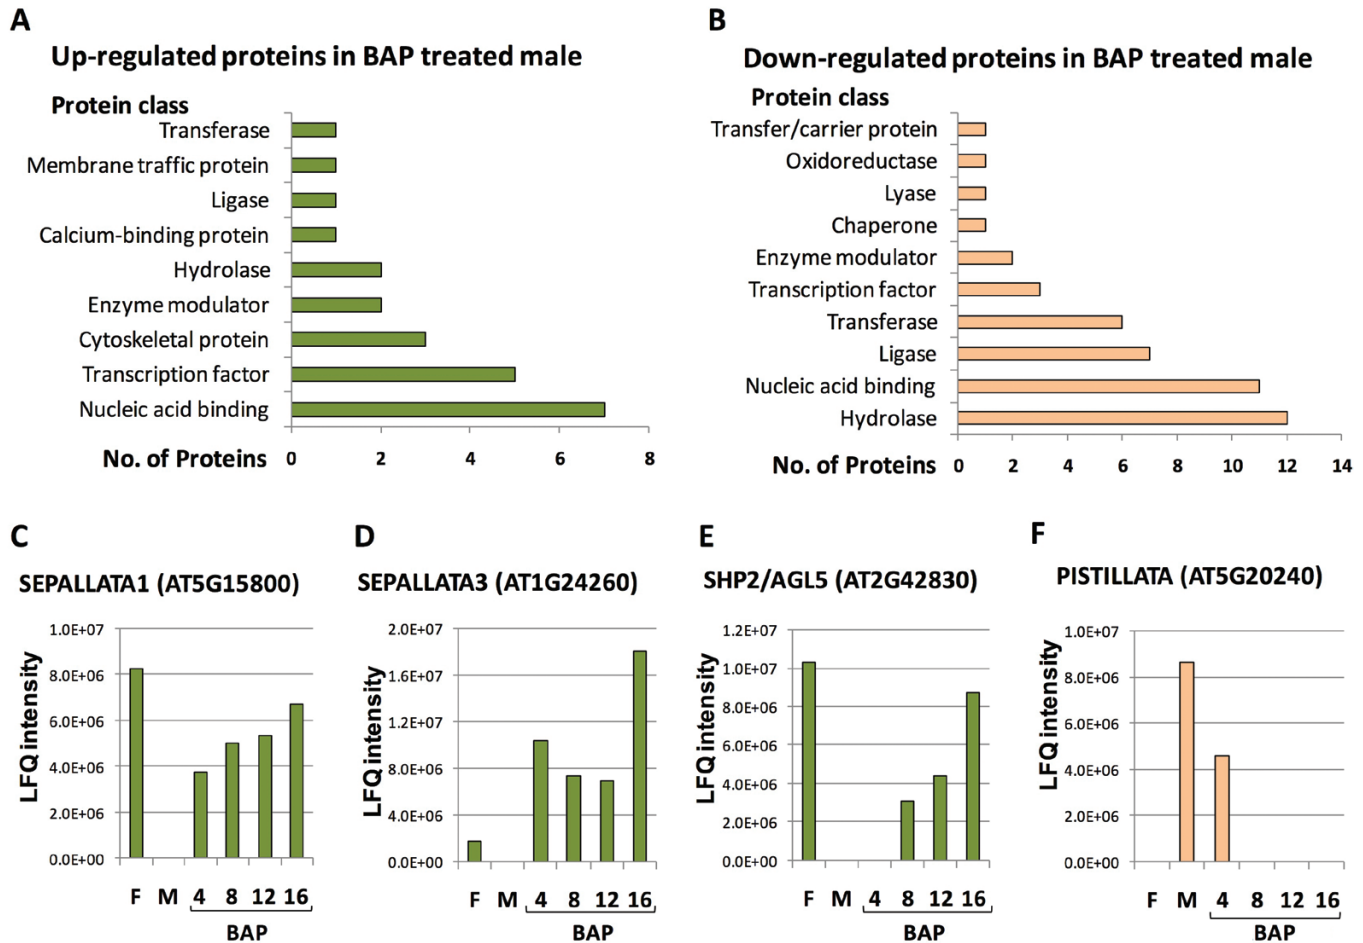 A
Up-regulated proteins in BAP treated male
Protein class
Transferase
Membrane traffic protein
Ligase
Calcium-binding protein
Hydrolase
Enzyme modulator
Cytoskeletal protein
Transcription factor
Nucleic acid binding
No. of Proteins 0 2 4 6 8
B
Down-regulated proteins in BAP treated male
Protein class
Transfer/carrier protein
Oxidoreductase
Lyase
Chaperone
Enzyme modulator
Transcription factor
Transferase
Ligase
Nucleic acid binding
Hydrolase
No. of Proteins 0 2 4 6 8 10 12 14
C
SEPALLATA1 (AT5G15800)
LFQ intensity
1.0E+07
8.0E+06
6.0E+06
4.0E+06
2.0E+06
0.0E+00
F M 4 8 12 16
BAP
D
SEPALLATA3 (AT1G24260)
LFQ intensity
2.0E+07
1.6E+07
1.2E+07
8.0E+06
4.0E+06
0.0E+00
F M 4 8 12 16
BAP
E
SHP2/AGL5 (AT2G42830)
LFQ intensity
1.2E+07
1.0E+07
8.0E+06
6.0E+06
4.0E+06
2.0E+06
0.0E+00
F M 4 8 12 16
BAP
F
PISTILLATA (AT5G20240)
LFQ intensity
1.0E+07
8.0E+06
6.0E+06
4.0E+06
2.0E+06
0.0E+00
F M 4 8 12 16
BAP